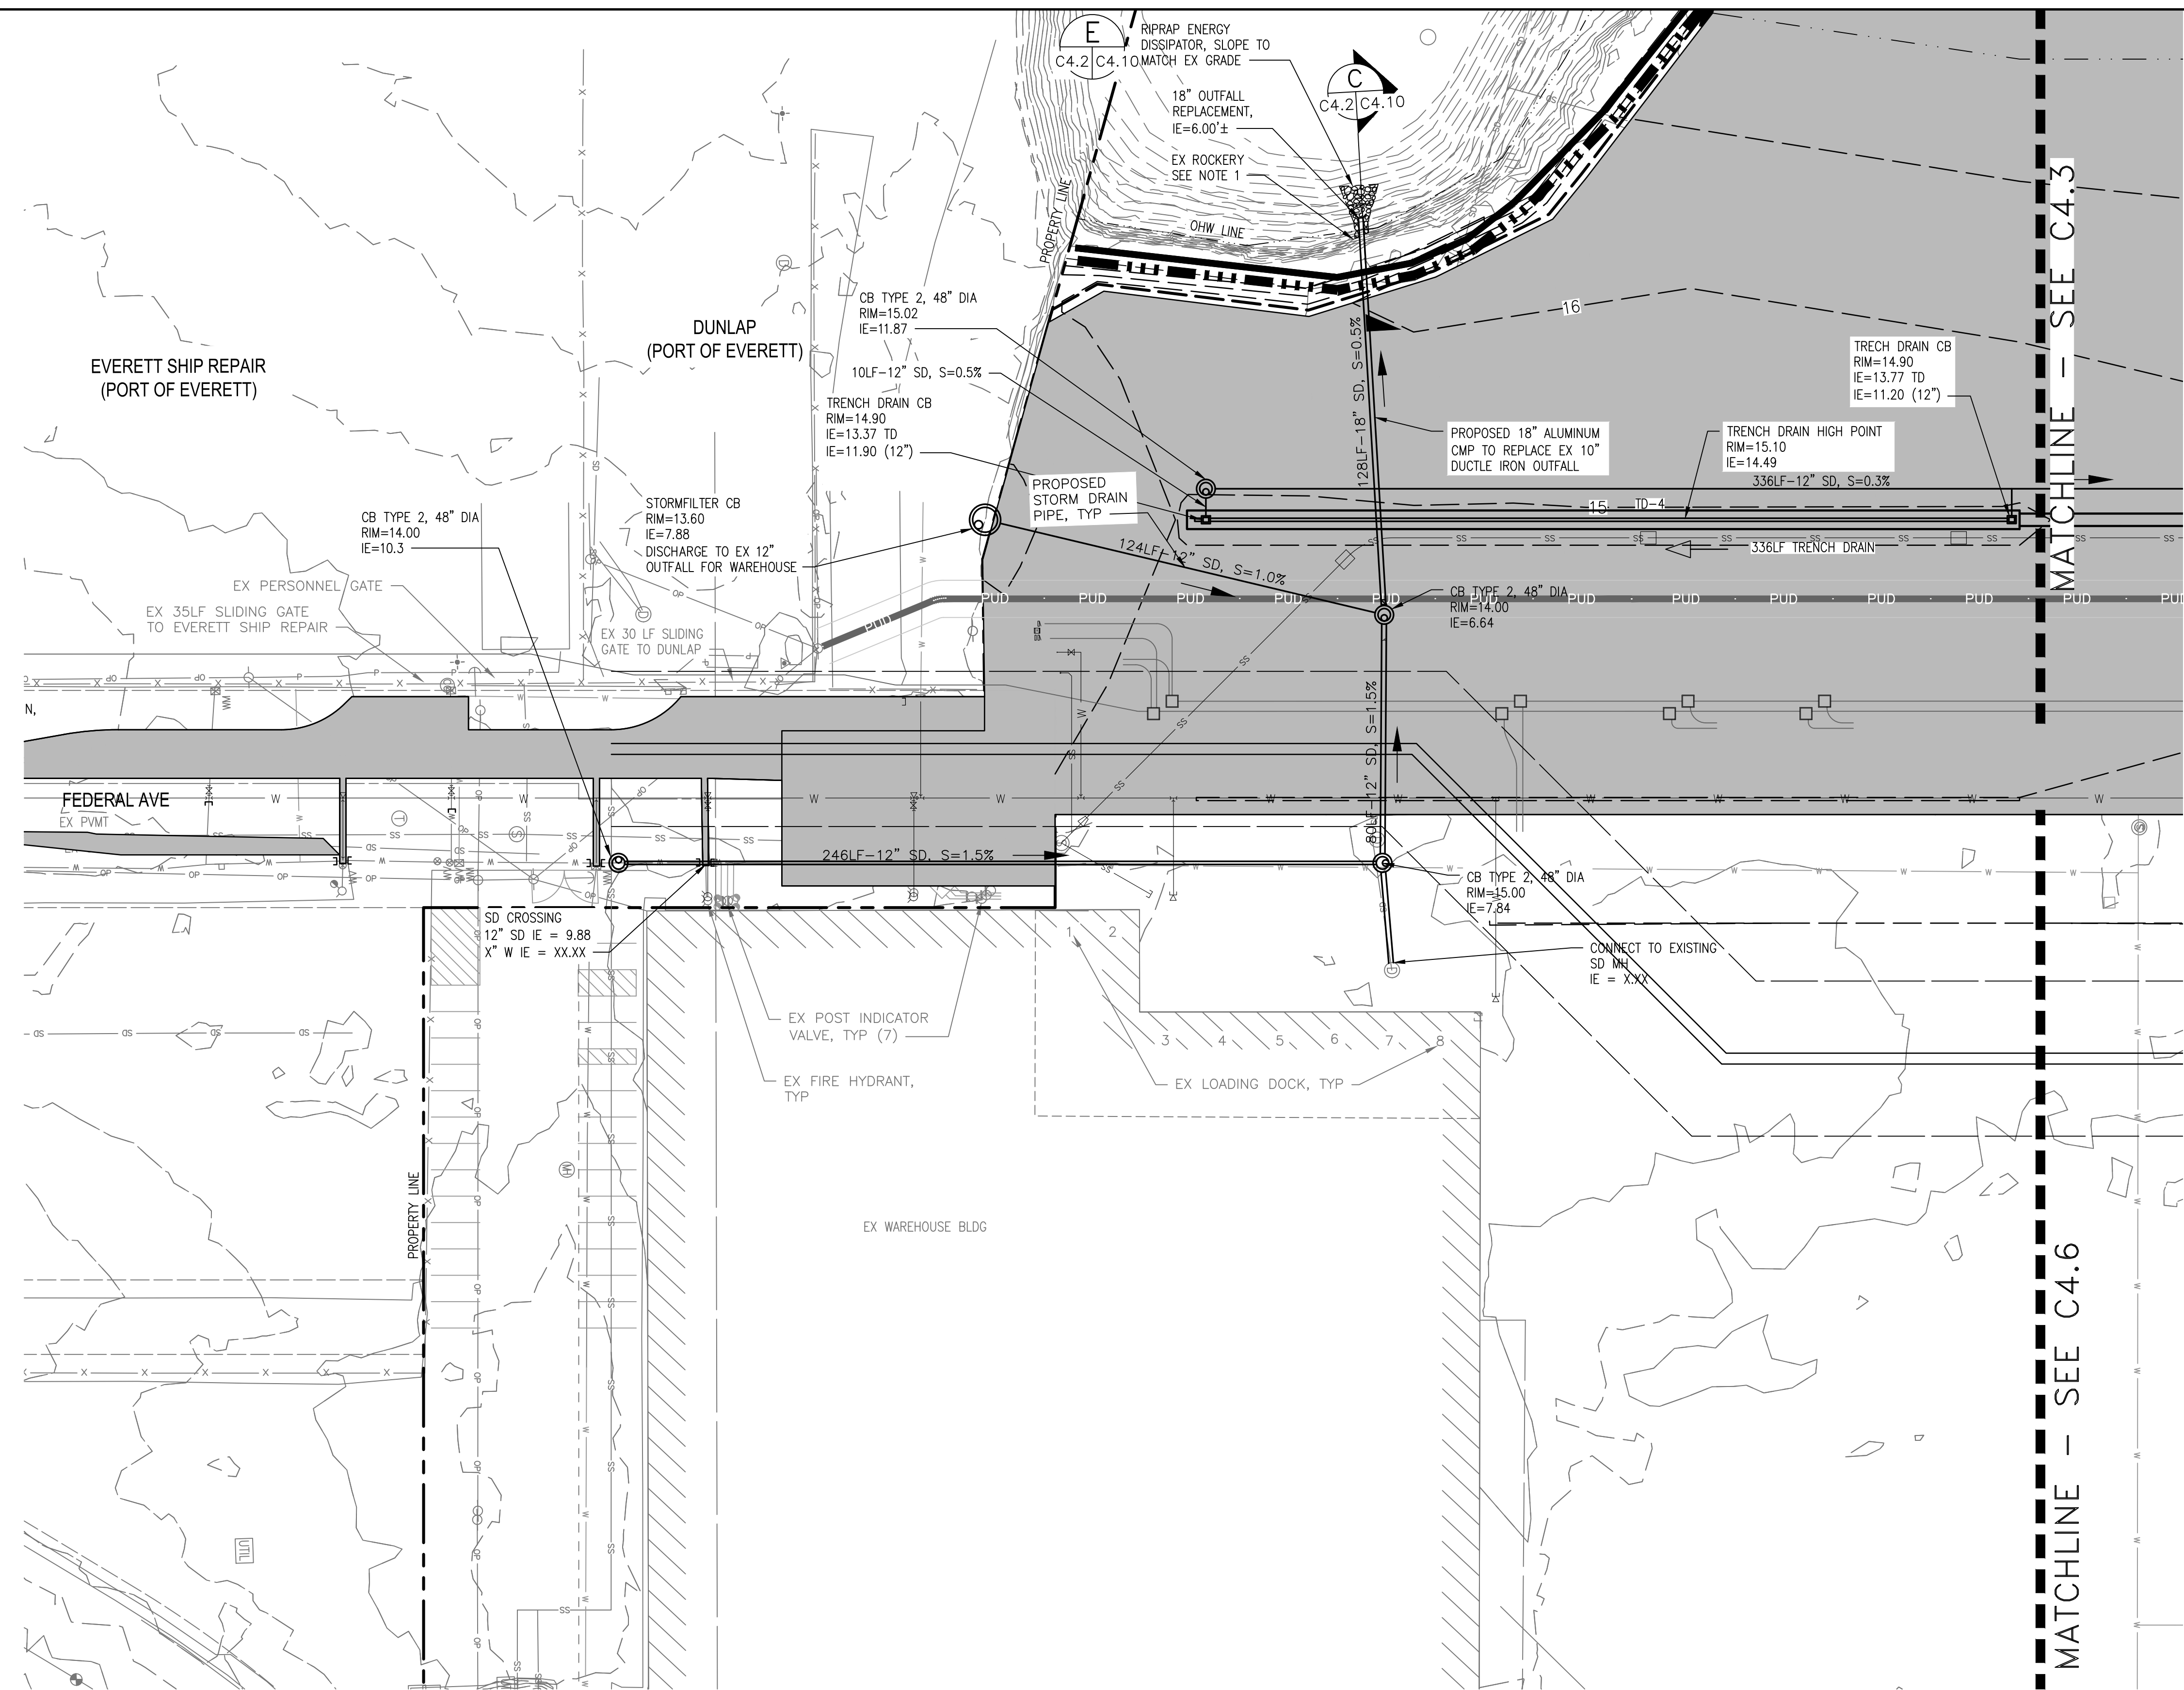 E
C4.2 C4.10
RIPRAP ENERGY
DISSIPATOR, SLOPE TO
MATCH EX GRADE
C
C4.2 C4.10
18" OUTFALL
REPLACEMENT,
IE=6.00'±
EX ROCKERY
SEE NOTE 1
PROPERTY LINE
OHW LINE
MATCHLINE – SEE C4.3
16
CB TYPE 2, 48" DIA
RIM=15.02
IE=11.87
DUNLAP
(PORT OF EVERETT)
EVERETT SHIP REPAIR
(PORT OF EVERETT)
10LF–12" SD, S=0.5%
TRENCH DRAIN CB
RIM=14.90
IE=13.37 TD
IE=11.90 (12")
128LF–18" SD, S=0.5%
TRECH DRAIN CB
RIM=14.90
IE=13.77 TD
IE=11.20 (12")
PROPOSED 18" ALUMINUM
CMP TO REPLACE EX 10"
DUCTLE IRON OUTFALL
TRENCH DRAIN HIGH POINT
RIM=15.10
IE=14.49
336LF–12" SD, S=0.3%
PROPOSED
STORM DRAIN
PIPE, TYP
15
TD–4
STORMFILTER CB
RIM=13.60
IE=7.88
DISCHARGE TO EX 12"
OUTFALL FOR WAREHOUSE
CB TYPE 2, 48" DIA
RIM=14.00
IE=10.3
124LF–12" SD, S=1.0%
336LF TRENCH DRAIN
EX PERSONNEL GATE
EX 35LF SLIDING GATE
TO EVERETT SHIP REPAIR
EX 30 LF SLIDING
GATE TO DUNLAP
PUD PUD PUD PUD PUD PUD PUD PUD PUD PUD PUD PUD
CB TYPE 2, 48" DIA
RIM=14.00
IE=6.64
N,
80LF–12" SD, S=1.5%
FEDERAL AVE
EX PVMT
246LF–12" SD, S=1.5%
CB TYPE 2, 48" DIA
RIM=15.00
IE=7.84
SD CROSSING
12" SD IE = 9.88
X" W IE = XX.XX
CONNECT TO EXISTING
SD MH
IE = X.XX
1 2
3 4 5 6 7 8
EX POST INDICATOR
VALVE, TYP (7)
EX FIRE HYDRANT,
TYP
EX LOADING DOCK, TYP
PROPERTY LINE
EX WAREHOUSE BLDG
MH
UTIL
MATCHLINE – SEE C4.6